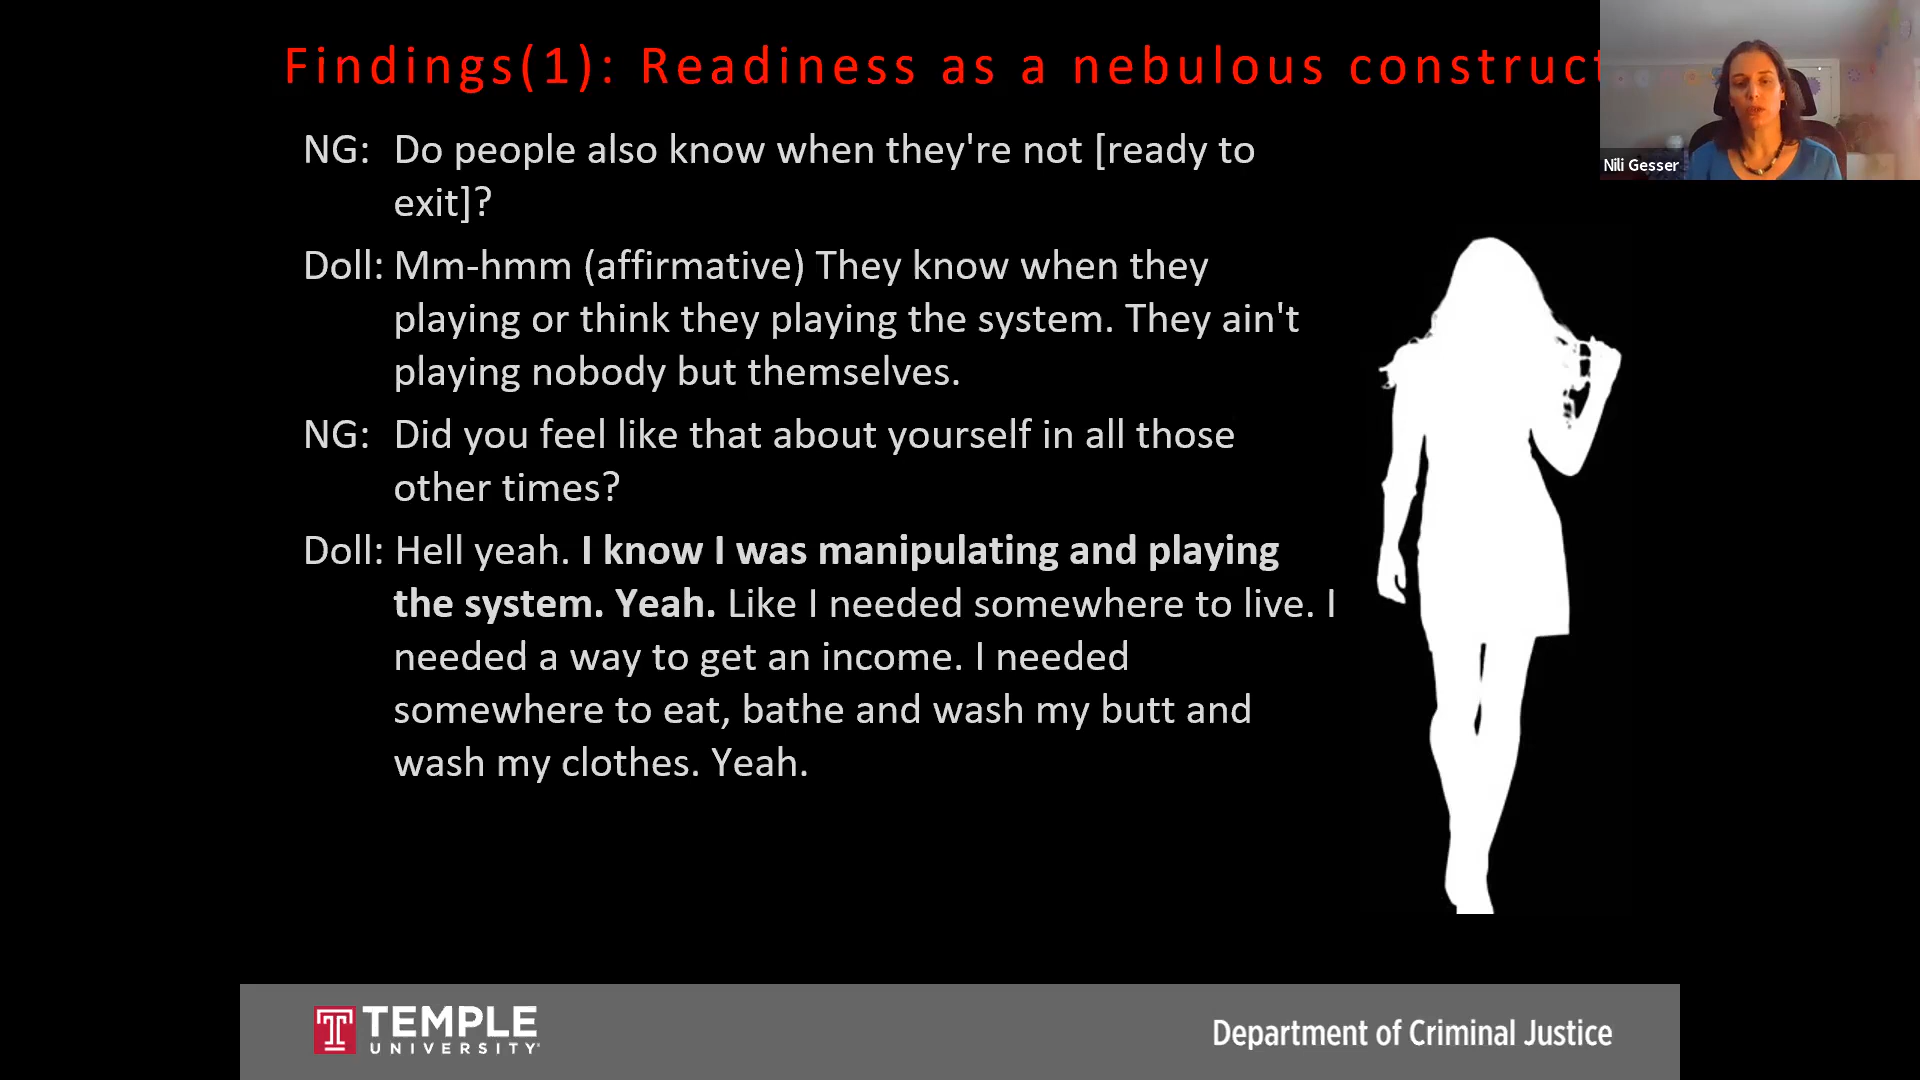 Findings(1): Readiness as a nebulous construct
Nili Gesser
NG: Do people also know when they're not [ready to
exit]?
Doll: Mm-hmm (affirmative) They know when they
playing or think they playing the system. They ain't
playing nobody but themselves.
NG: Did you feel like that about yourself in all those
other times?
Doll: Hell yeah. I know I was manipulating and playing
the system. Yeah. Like I needed somewhere to live. I
needed a way to get an income. I needed
somewhere to eat, bathe and wash my butt and
wash my clothes. Yeah.
TEMPLE
UNIVERSITY
Department of Criminal Justice